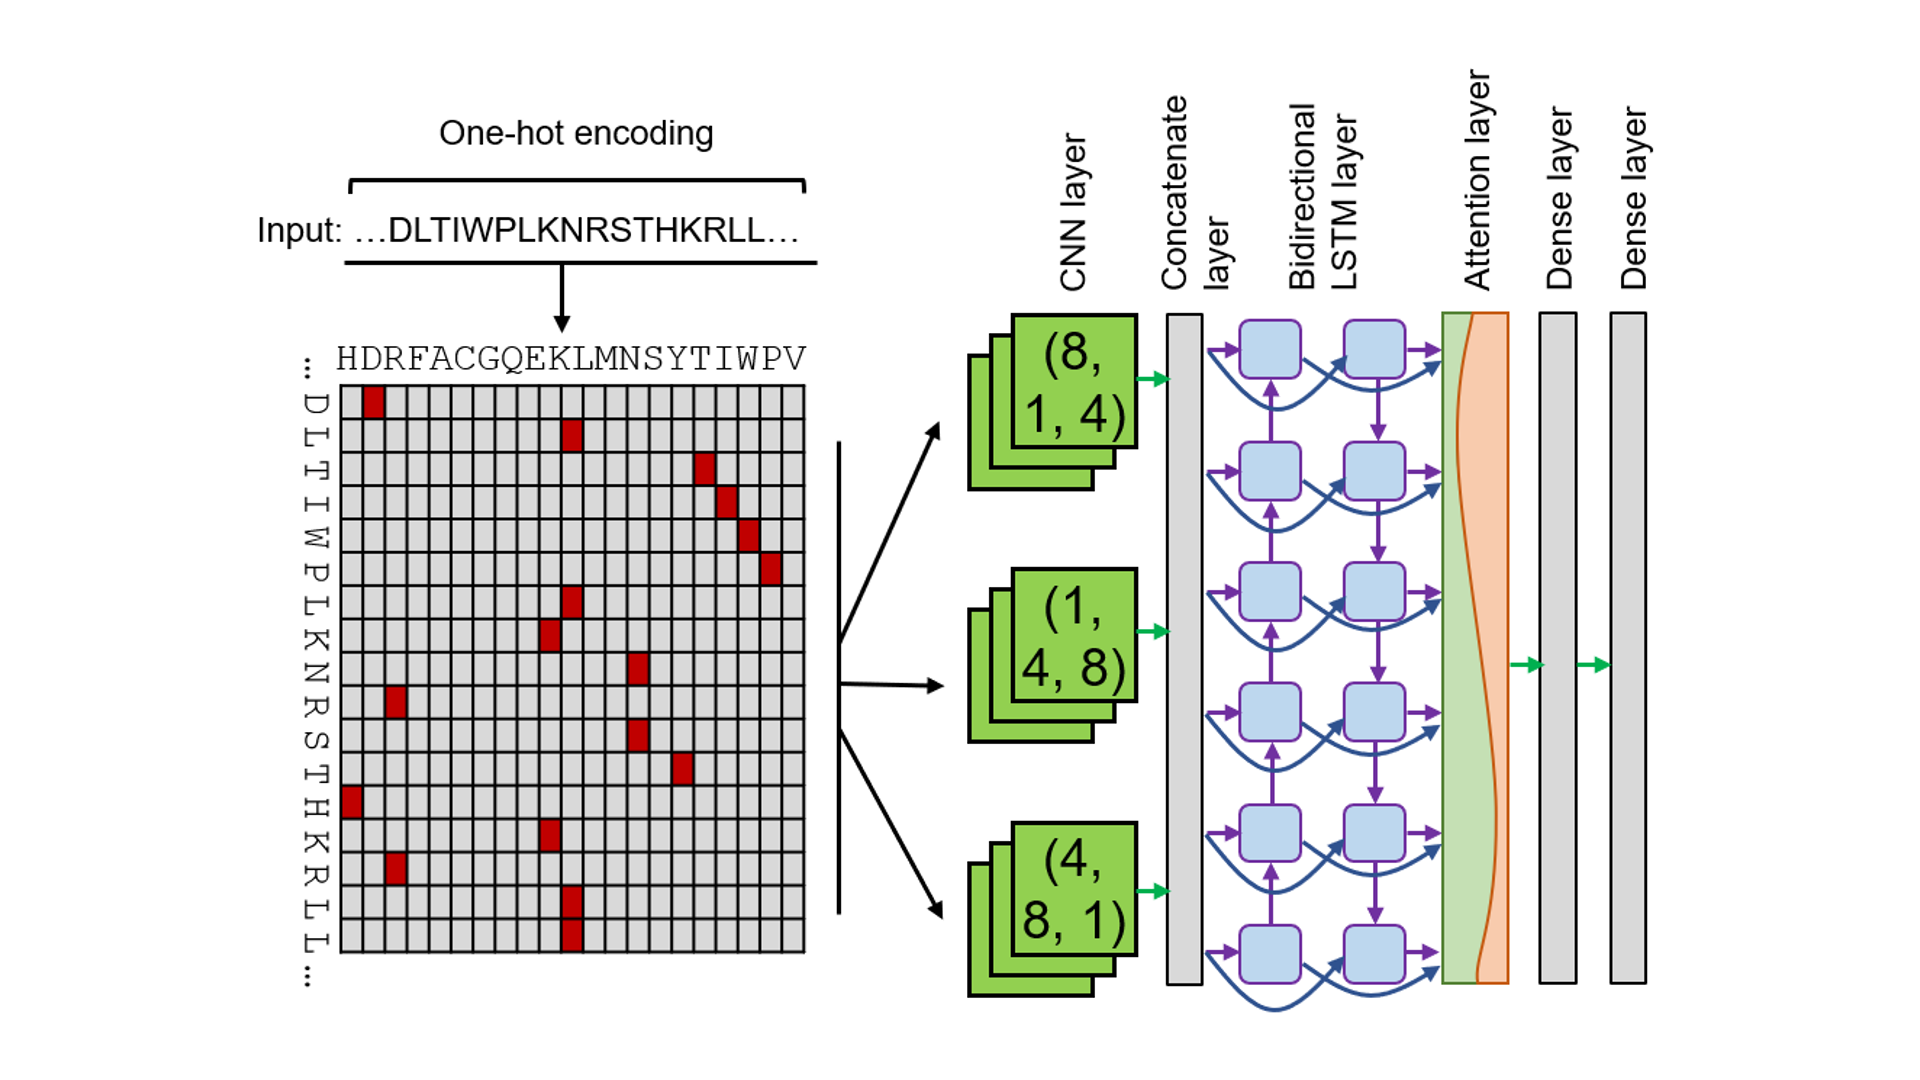 One-hot encoding
Input: ...DLTIWPLKNRSTHKRLL...
HDRFACGQEKLMNSYTIWPV
...
D
L
T
I
W
P
L
K
N
R
S
T
H
K
R
L
L
...
CNN layer
Concatenate
layer
Bidirectional
LSTM layer
Attention layer
Dense layer
Dense layer
(8,
1, 4)
(1,
4, 8)
(4,
8, 1)